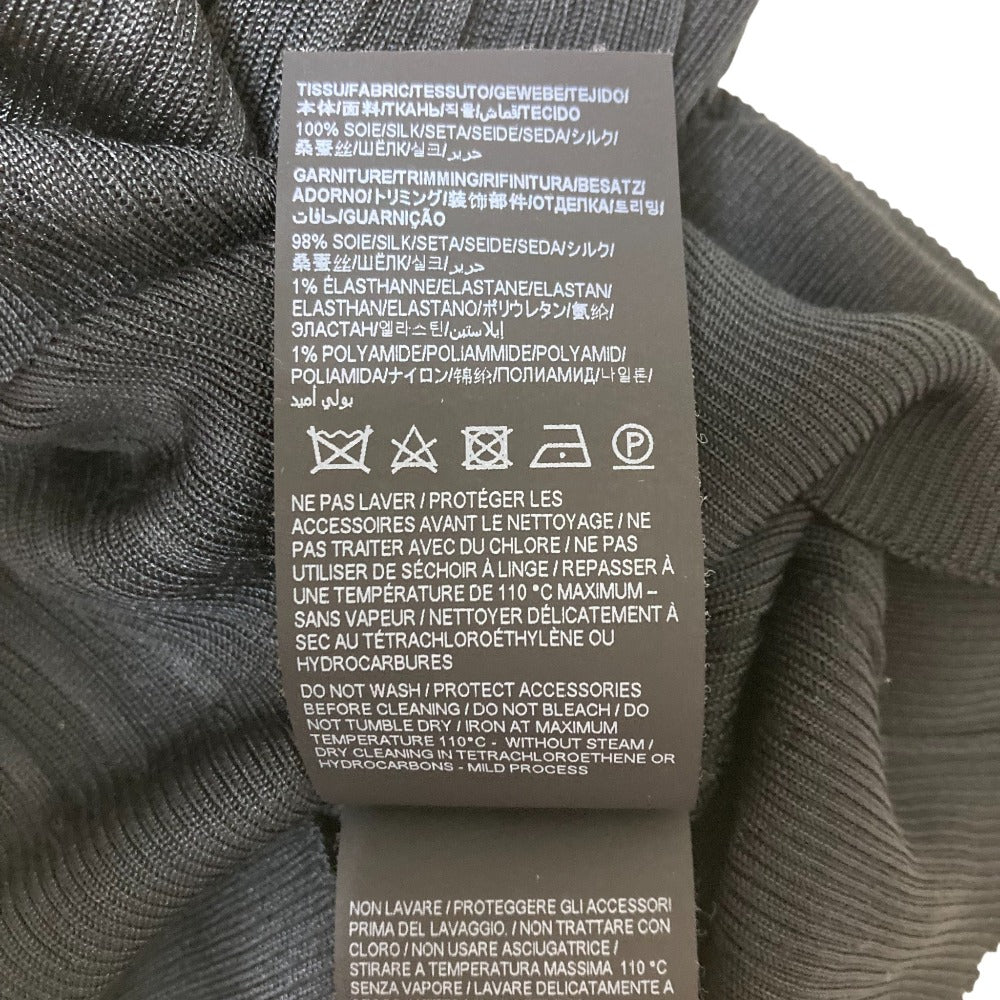 TISSU/FABRIC/TESSUTO/GEWEBE/TEJIDO/
本体/面料/ТКАНЬ/직물/قماش/TECIDO
100% SOIE/SILK/SETA/SEIDE/SEDA/シルク/
桑蚕丝/ШЁЛК/실크/حرير
GARNITURE/TRIMMING/RIFINITURA/BESATZ/
ADORNO/トリミング/装饰部件/ОТДЕЛКА/트리밍/
حافات/GUARNIÇÃO
98% SOIE/SILK/SETA/SEIDE/SEDA/シルク/
桑蚕丝/ШЁЛК/실크/حرير
1% ÉLASTHANNE/ELASTANE/ELASTAN/
ELASTHAN/ELASTANO/ポリウレタン/氨纶/
ЭЛАСТАН/엘라스틴/إيلاستين
1% POLYAMIDE/POLIAMMIDE/POLYAMID/
POLIAMIDA/ナイロン/锦纶/ПОЛИАМИД/나일론/
بولي أميد
P
NE PAS LAVER / PROTÉGER LES
ACCESSOIRES AVANT LE NETTOYAGE / NE
PAS TRAITER AVEC DU CHLORE / NE PAS
UTILISER DE SÉCHOIR À LINGE / REPASSER À
UNE TEMPÉRATURE DE 110 °C MAXIMUM –
SANS VAPEUR / NETTOYER DÉLICATEMENT À
SEC AU TÉTRACHLOROÉTHYLÈNE OU
HYDROCARBURES
DO NOT WASH / PROTECT ACCESSORIES
BEFORE CLEANING / DO NOT BLEACH / DO
NOT TUMBLE DRY / IRON AT MAXIMUM
TEMPERATURE 110°C - WITHOUT STEAM /
DRY CLEANING IN TETRACHLOROETHENE OR
HYDROCARBONS - MILD PROCESS
NON LAVARE / PROTEGGERE GLI ACCESSORI
PRIMA DEL LAVAGGIO. / NON TRATTARE CON
CLORO / NON USARE ASCIUGATRICE /
STIRARE A TEMPERATURA MASSIMA 110 °C
SENZA VAPORE / LAVARE DELICATAMENTE A